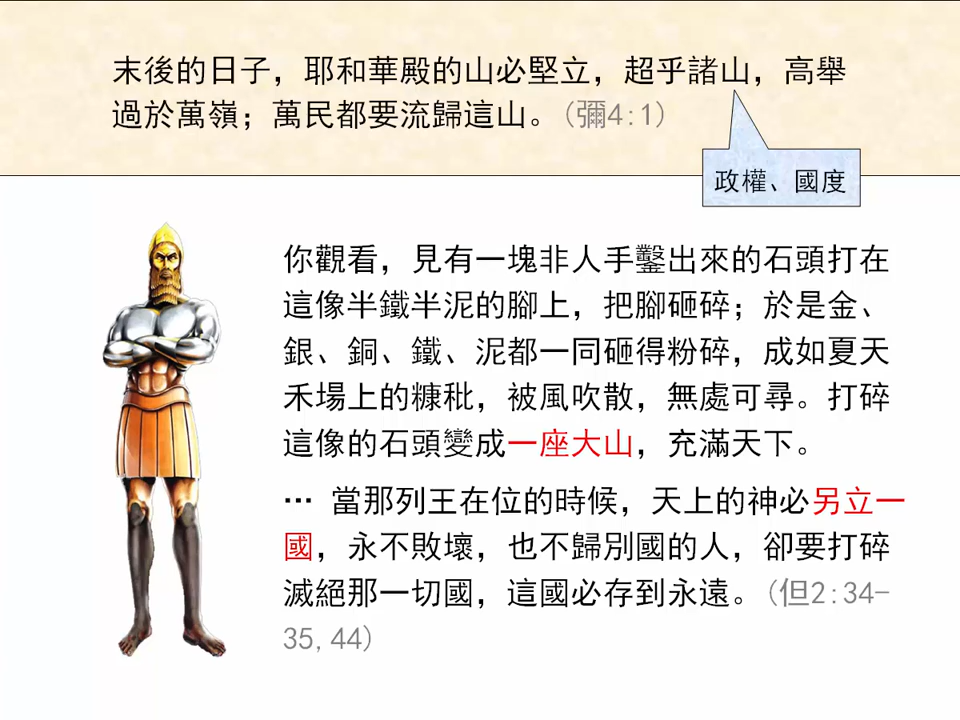 末後的日子，耶和華殿的山必堅立，超乎諸山，高舉
過於萬嶺；萬民都要流歸這山。(彌4:1)
政權、國度
你觀看，見有一塊非人手鑿出來的石頭打在
這像半鐵半泥的腳上，把腳砸碎；於是金、
銀、銅、鐵、泥都一同砸得粉碎，成如夏天
禾場上的糠秕，被風吹散，無處可尋。打碎
這像的石頭變成一座大山，充滿天下。
… 當那列王在位的時候，天上的神必另立一
國，永不敗壞，也不歸別國的人，卻要打碎
滅絕那一切國，這國必存到永遠。(但2:34-
35,44)